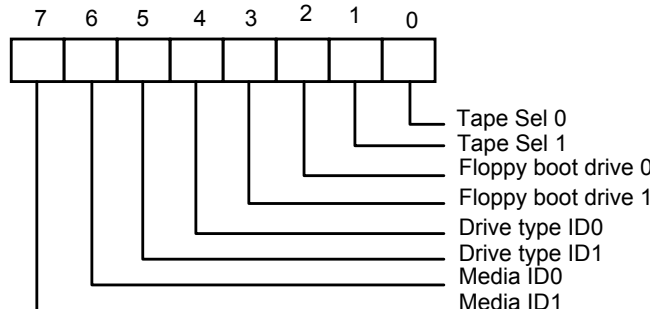 7 6 5 4 3 2 1 0
Tape Sel 0
Tape Sel 1
Floppy boot drive 0
Floppy boot drive 1
Drive type ID0
Drive type ID1
Media ID0
Media ID1